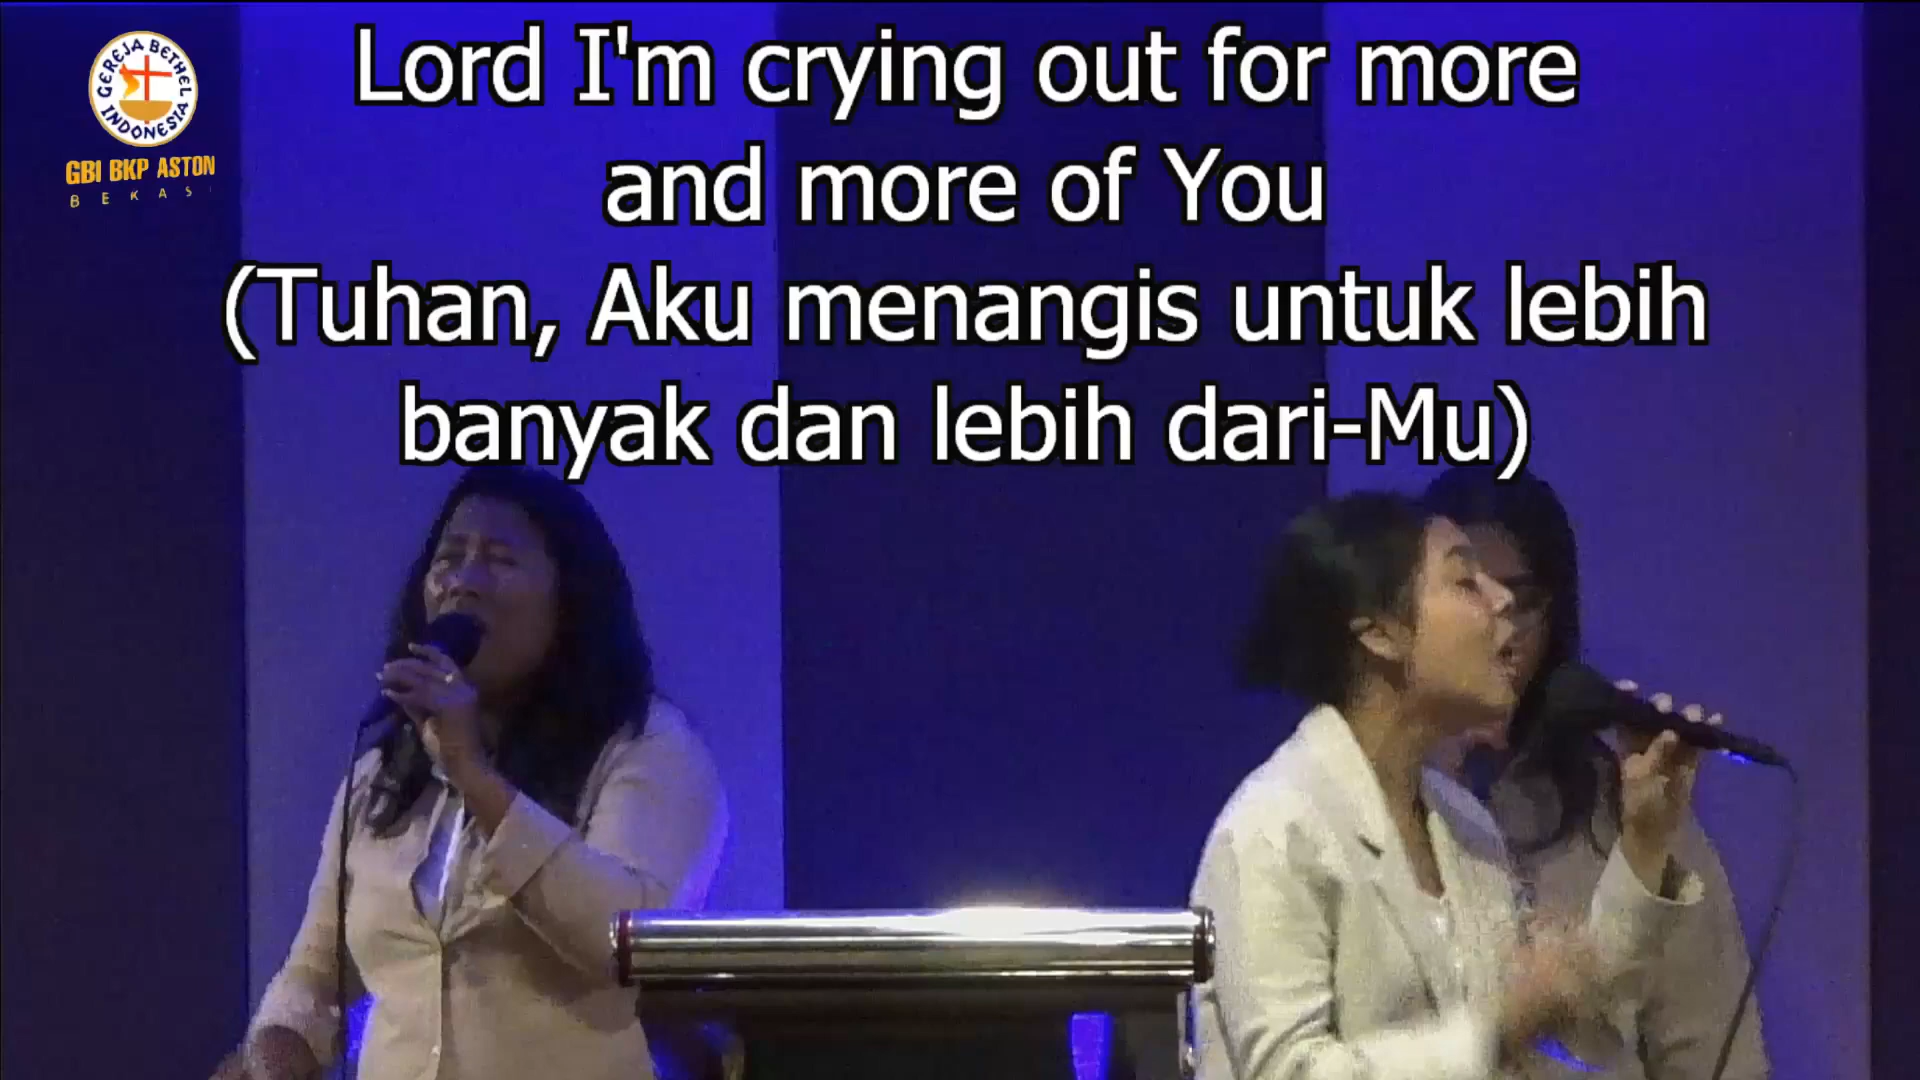 GEREJA BETHEL INDONESIA
GBI BKP ASTON
BEKAS
Lord I'm crying out for more
and more of You
(Tuhan, Aku menangis untuk lebih
banyak dan lebih dari-Mu)